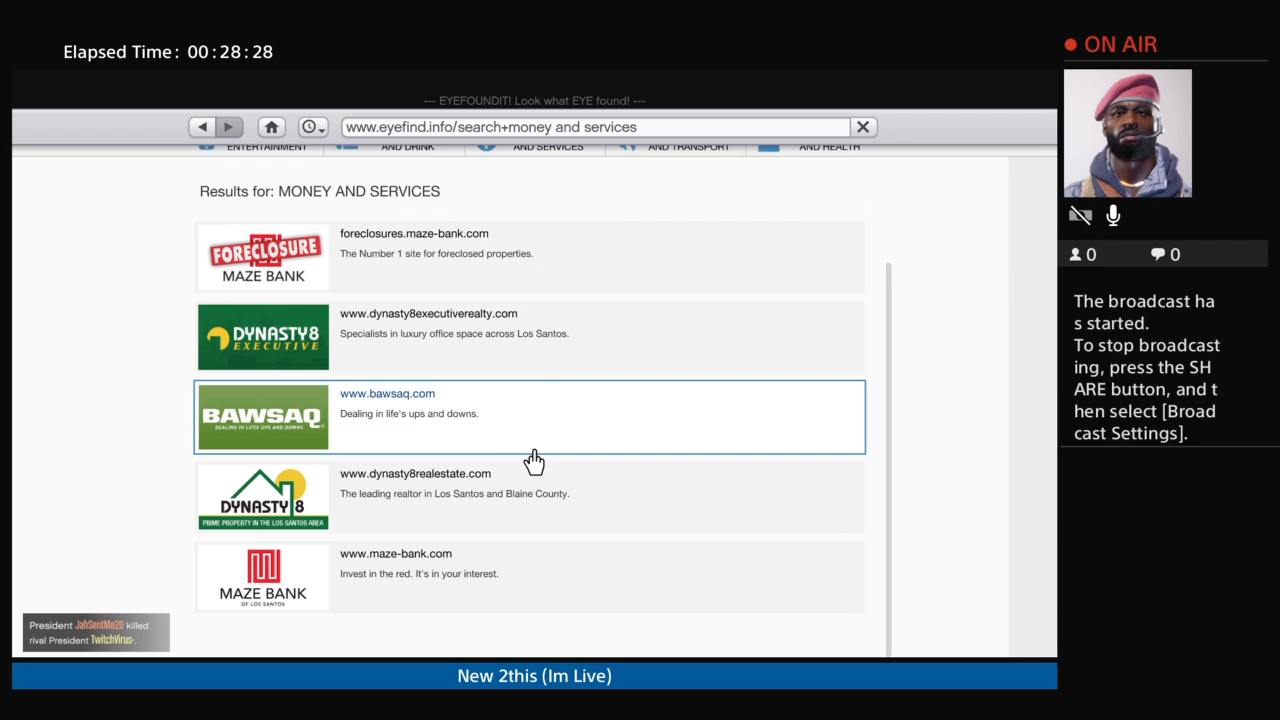 Elapsed Time: 00:28:28
ON AIR
--- EYEFOUNDIT! Look what EYE found! ---
www.eyefind.info/search+money and services
ENTERTAINMENT
AND DRINK
AND SERVICES
AND TRANSPORT
AND HEALTH
Results for: MONEY AND SERVICES
FORECLOSURE
MAZE BANK
foreclosures.maze-bank.com
The Number 1 site for foreclosed properties.
DYNASTY8
EXECUTIVE
www.dynasty8executiverealty.com
Specialists in luxury office space across Los Santos.
BAWSAQ
DEALING IN LIFE'S UPS AND DOWNS
www.bawsaq.com
Dealing in life's ups and downs.
DYNASTY 8
PRIME PROPERTY IN THE LOS SANTOS AREA
www.dynasty8realestate.com
The leading realtor in Los Santos and Blaine County.
MAZE BANK
OF LOS SANTOS
www.maze-bank.com
Invest in the red. It's in your interest.
President JahSentMe2U killed
rival President TwitchVirus-.
New 2this (Im Live)
0
0
The broadcast ha
s started.
To stop broadcast
ing, press the SH
ARE button, and t
hen select [Broad
cast Settings].